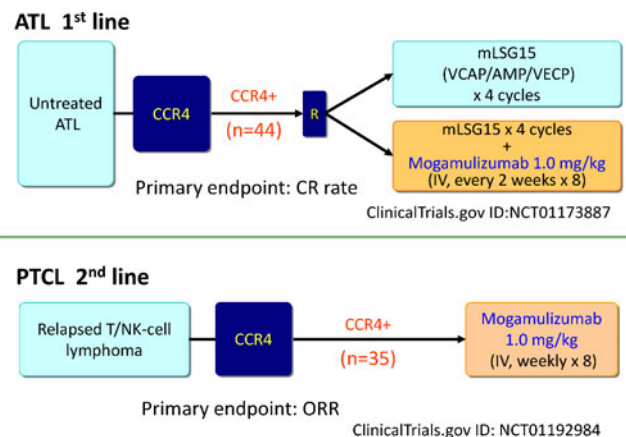 ATL 1st line
Untreated
ATL
CCR4
CCR4+
(n=44)
R
mLSG15
(VCAP/AMP/VECP)
x 4 cycles
mLSG15 x 4 cycles
+
Mogamulizumab 1.0 mg/kg
(IV, every 2 weeks x 8)
Primary endpoint: CR rate
ClinicalTrials.gov ID:NCT01173887
PTCL 2nd line
Relapsed T/NK-cell
lymphoma
CCR4
CCR4+
(n=35)
Mogamulizumab
1.0 mg/kg
(IV, weekly x 8)
Primary endpoint: ORR
ClinicalTrials.gov ID: NCT01192984